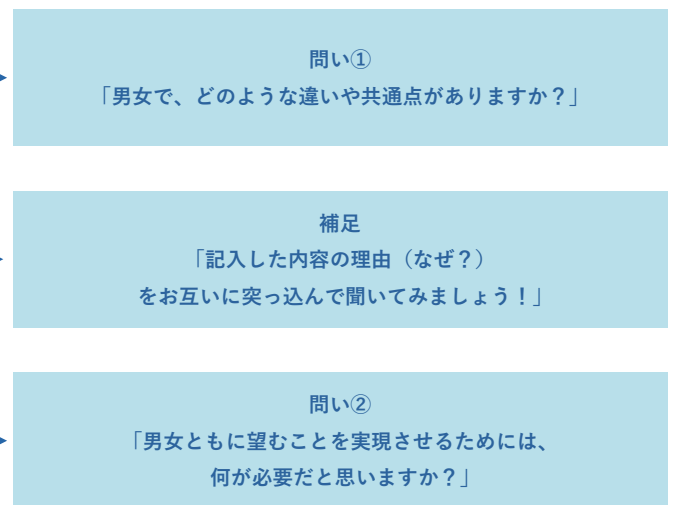 問い①
「男女で、どのような違いや共通点がありますか？」
補足
「記入した内容の理由（なぜ？）
をお互いに突っ込んで聞いてみましょう！」
問い②
「男女ともに望むことを実現させるためには、
何が必要だと思いますか？」